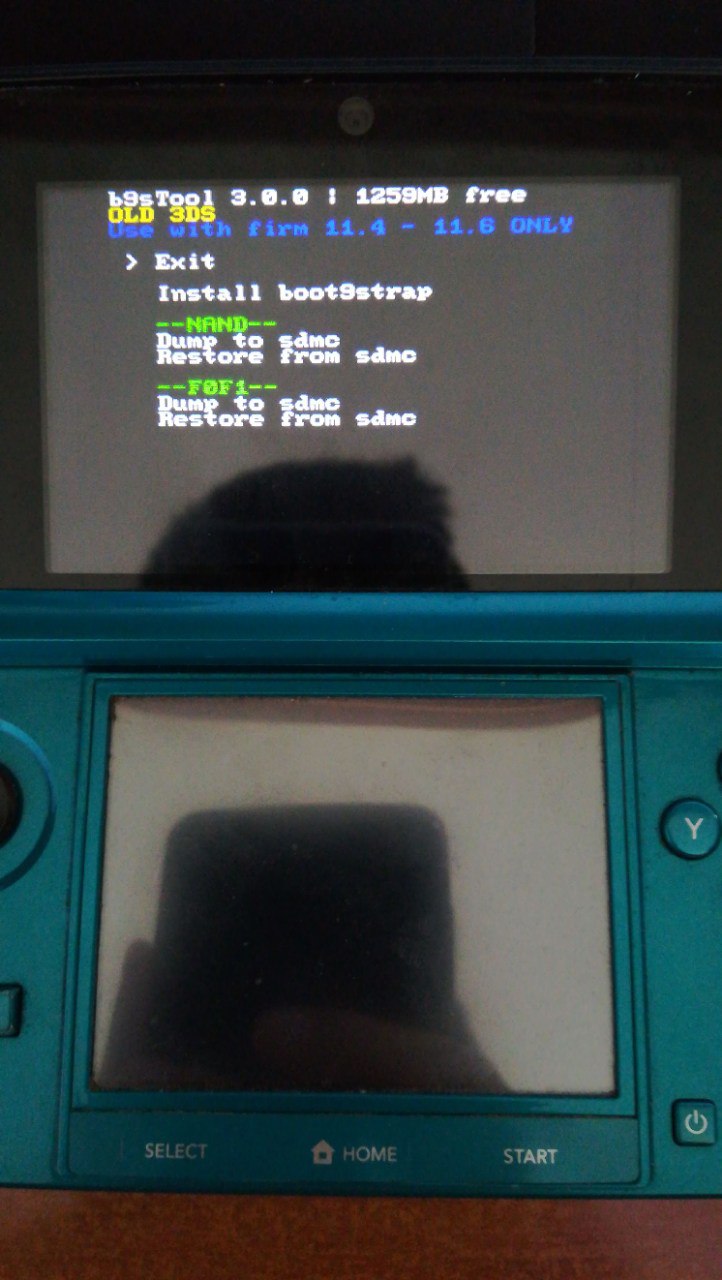 b9sTool 3.0.0 | 1259MB free
OLD 3DS
Use with firm 11.4 - 11.6 ONLY
> Exit
Install boot9strap
--NAND--
Dump to sdmc
Restore from sdmc
--F0F1--
Dump to sdmc
Restore from sdmc
Y
SELECT
HOME
START